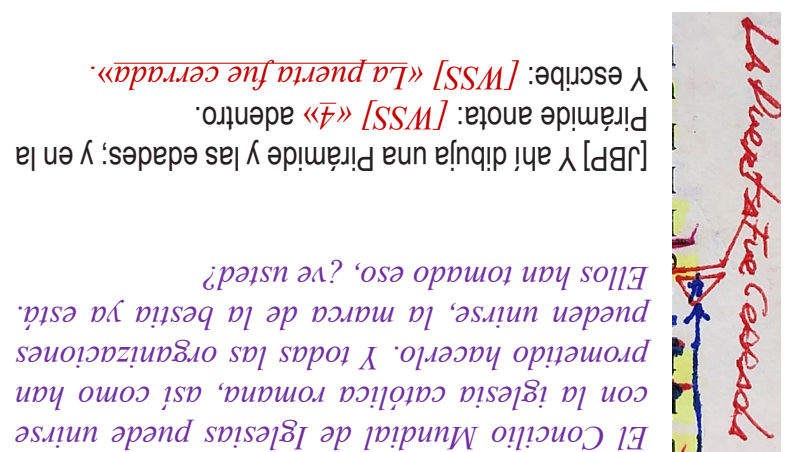 El Concilio Mundial de Iglesias puede unirse
con la iglesia católica romana, así como han
prometido hacerlo. Y todas las organizaciones
pueden unirse, la marca de la bestia ya está.
Ellos han tomado eso, ¿ve usted?
[JBP] Y ahí dibuja una Pirámide y las edades; y en la
Pirámide anota: [WSS] «4» adentro.
Y escribe: [WSS] «La puerta fue cerrada».
La Puerta fue Cerrada